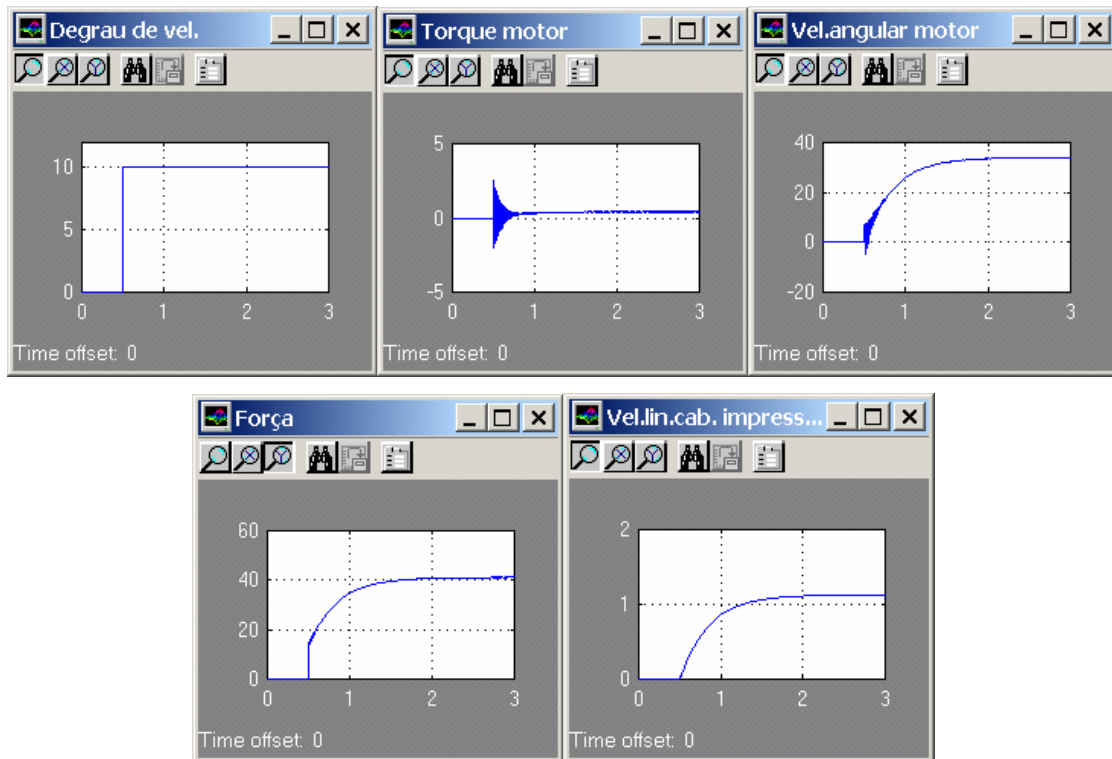 Degrau de vel.
10
5
0
0 1 2 3
Time offset: 0
Torque motor
5
0
-5
0 1 2 3
Time offset: 0
Vel.angular motor
40
20
0
-20
0 1 2 3
Time offset: 0
Força
60
40
20
0
0 1 2 3
Time offset: 0
Vel.lin.cab. impress...
2
1
0
0 1 2 3
Time offset: 0